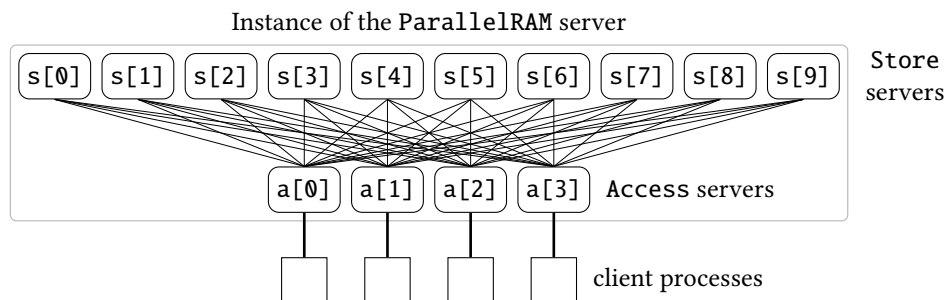 Instance of the ParallelRAM server
s[0] s[1] s[2] s[3] s[4] s[5] s[6] s[7] s[8] s[9]
Store
servers
a[0] a[1] a[2] a[3] Access servers
client processes